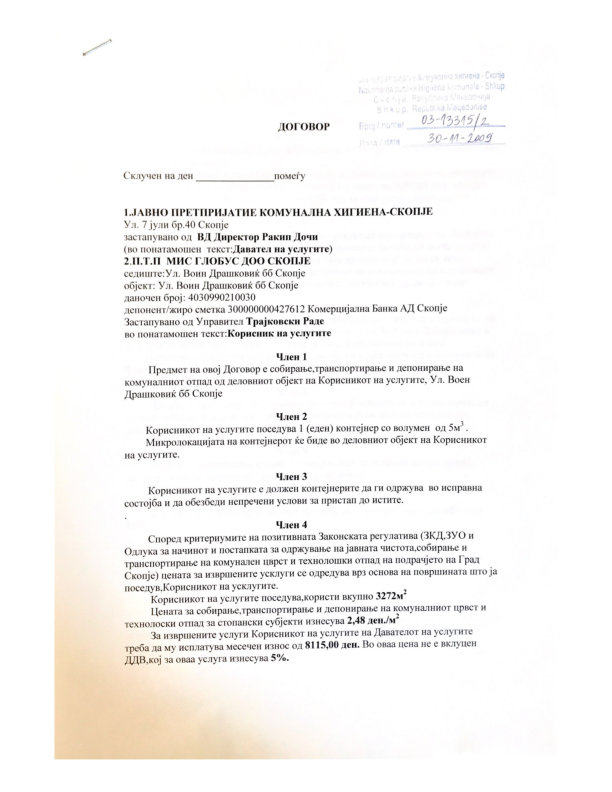 Комунална хигиена - Скопје
Скопје, Република Македонија
Shkup, Republika Maqedonise
ДОГОВОР
Број / numer 03-13315/2
/ data 30-11-2009
Склучен на ден ________________помеѓу
1.ЈАВНО ПРЕТПРИЈАТИЕ КОМУНАЛНА ХИГИЕНА-СКОПЈЕ
Ул. 7 јули бр.40 Скопје
застапувано од ВД Директор Ракип Дочи
(во понатамошен текст:Давател на услугите)
2.П.Т.П МИС ГЛОБУС ДОО СКОПЈЕ
седиште:Ул. Воин Драшковиќ бб Скопје
објект: Ул. Воин Драшковиќ бб Скопје
даночен број: 4030990210030
депонент/жиро сметка 300000000427612 Комерцијална Банка АД Скопје
Застапувано од Управител Трајковски Раде
во понатамошен текст:Корисник на услугите
Член 1
Предмет на овој Договор е собирање,транспортирање и депонирање на
комуналниот отпад од деловниот објект на Корисникот на услугите, Ул. Воен
Драшковиќ бб Скопје
Член 2
Корисникот на услугите поседува 1 (еден) контејнер со волумен од 5м³ .
Микролокацијата на контејнерот ќе биде во деловниот објект на Корисникот
на услугите.
Член 3
Корисникот на услугите е должен контејнерите да ги одржува во исправна
состојба и да обезбеди непречени услови за пристап до истите.
.
Член 4
Според критериумите на позитивната Законската регулатива (ЗКД,ЗУО и
Одлука за начинот и постапката за одржување на јавната чистота,собирање и
транспортирање на комунален цврст и технолошки отпад на подрачјето на Град
Скопје) цената за извршените усклуги се одредува врз основа на површината што ја
поседув,Корисникот на усклугите.
Корисникот на услугите поседува,користи вкупно 3272м²
Цената за собирање,транспортирање и депонирање на комуналниот црвст и
технолоски отпад за стопански субјекти изнесува 2,48 ден./м²
За извршените услуги Корисникот на услугите на Давателот на услугите
треба да му исплатува месечен износ од 8115,00 ден. Во оваа цена не е вклуцен
ДДВ,кој за оваа услуга изнесува 5%.